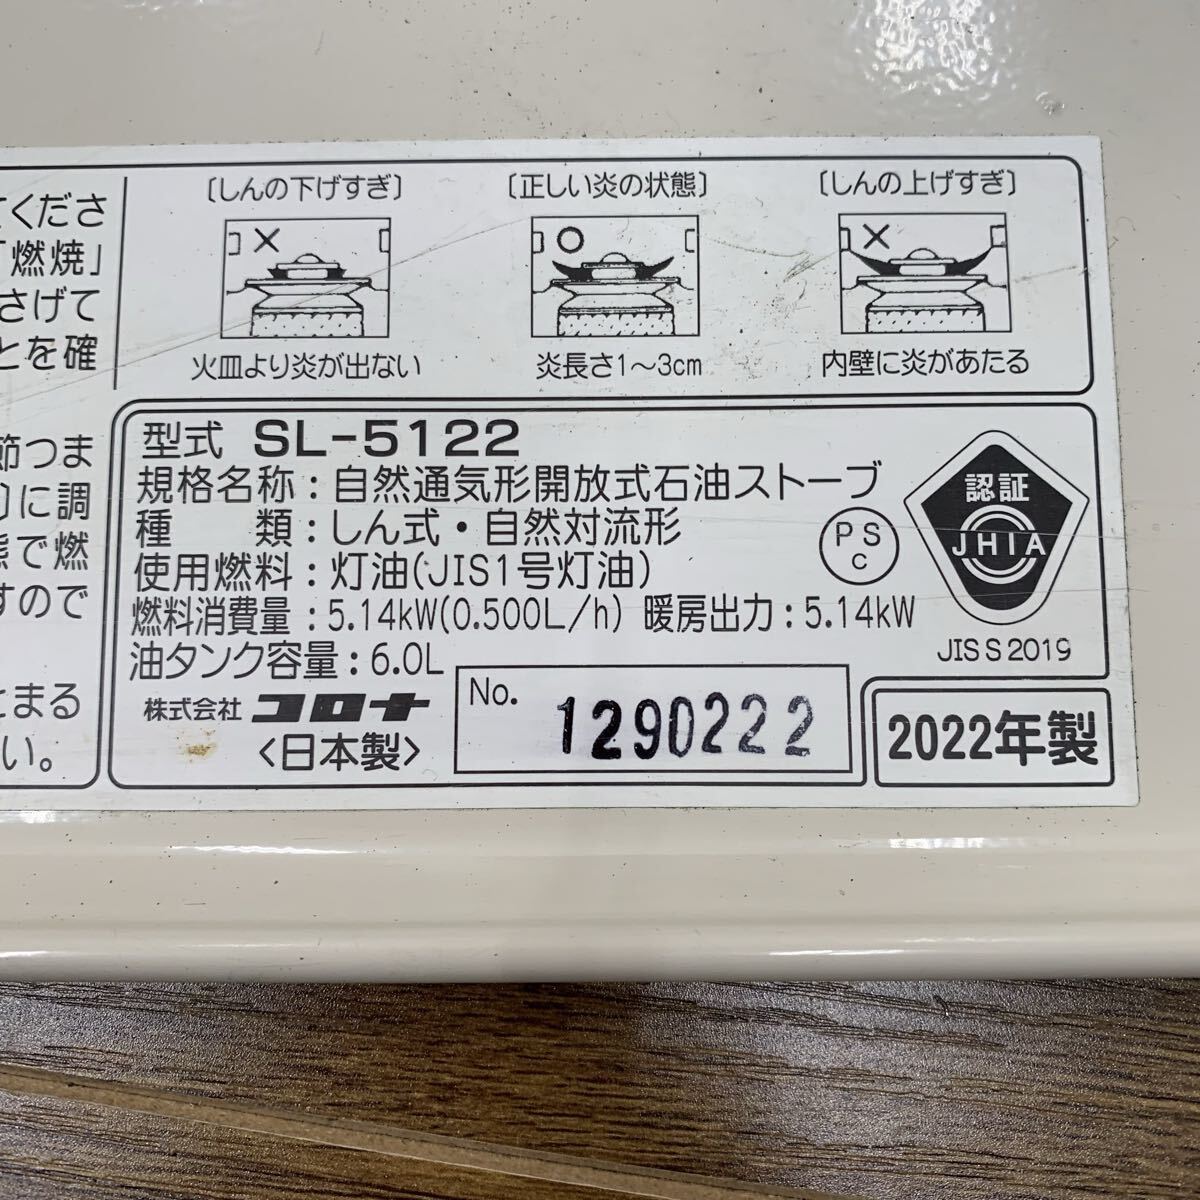 てくださ
「燃焼」
さげて
とを確
節つま
に調
態で燃
すので
とまる
い。
〔しんの下げすぎ〕
火皿より炎が出ない
〔正しい炎の状態〕
炎長さ1～3cm
〔しんの上げすぎ〕
内壁に炎があたる
型式 SL-5122
規格名称：自然通気形開放式石油ストーブ
種　　類：しん式・自然対流形
使用燃料：灯油(JIS1号灯油)
燃料消費量：5.14kW(0.500L/h) 暖房出力：5.14kW
油タンク容量：6.0L
株式会社 コロナ
〈日本製〉
No. 1290222
PS
C
認証
JHIA
JIS S 2019
2022年製